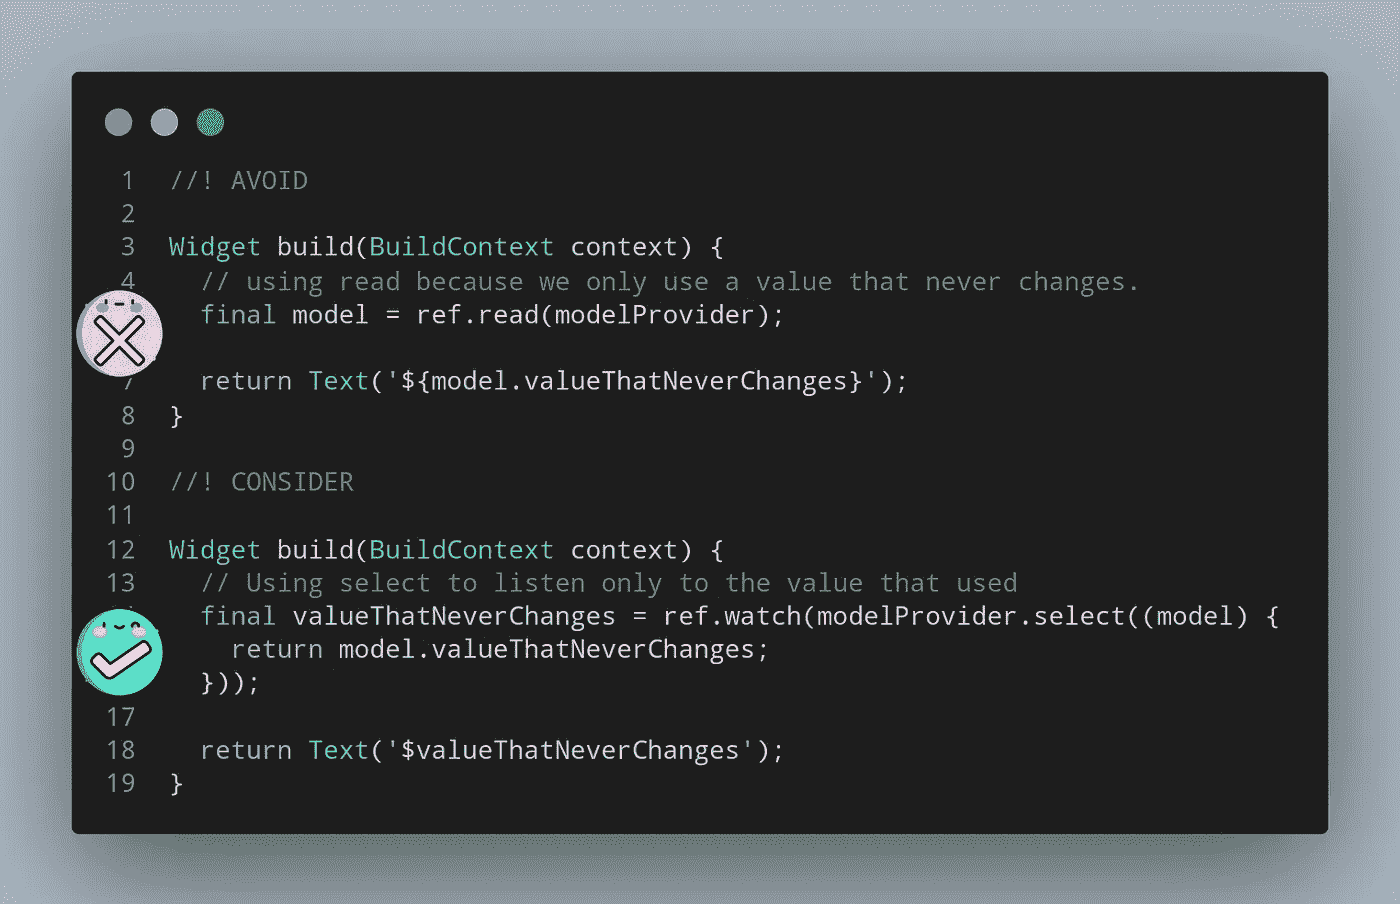 1 //! AVOID
2
3 Widget build(BuildContext context) {
4 // using read because we only use a value that never changes.
final model = ref.read(modelProvider);
7 return Text('${model.valueThatNeverChanges}');
8 }
9
10 //! CONSIDER
11
12 Widget build(BuildContext context) {
13 // Using select to listen only to the value that used
final valueThatNeverChanges = ref.watch(modelProvider.select((model) {
return model.valueThatNeverChanges;
}));
17
18 return Text('$valueThatNeverChanges');
19 }